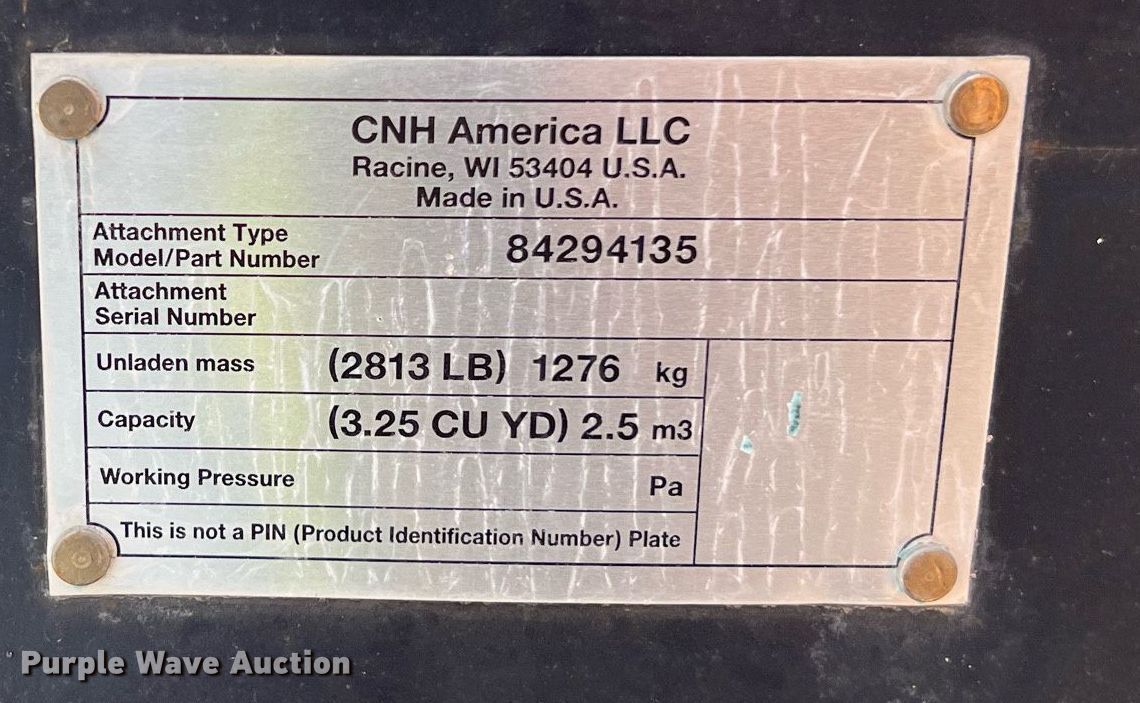 CNH America LLC
Racine, WI 53404 U.S.A.
Made in U.S.A.
Attachment Type
Model/Part Number
84294135
Attachment
Serial Number
Unladen mass (2813 LB) 1276 kg
Capacity (3.25 CU YD) 2.5 m3
Working Pressure Pa
This is not a PIN (Product Identification Number) Plate
Purple Wave Auction